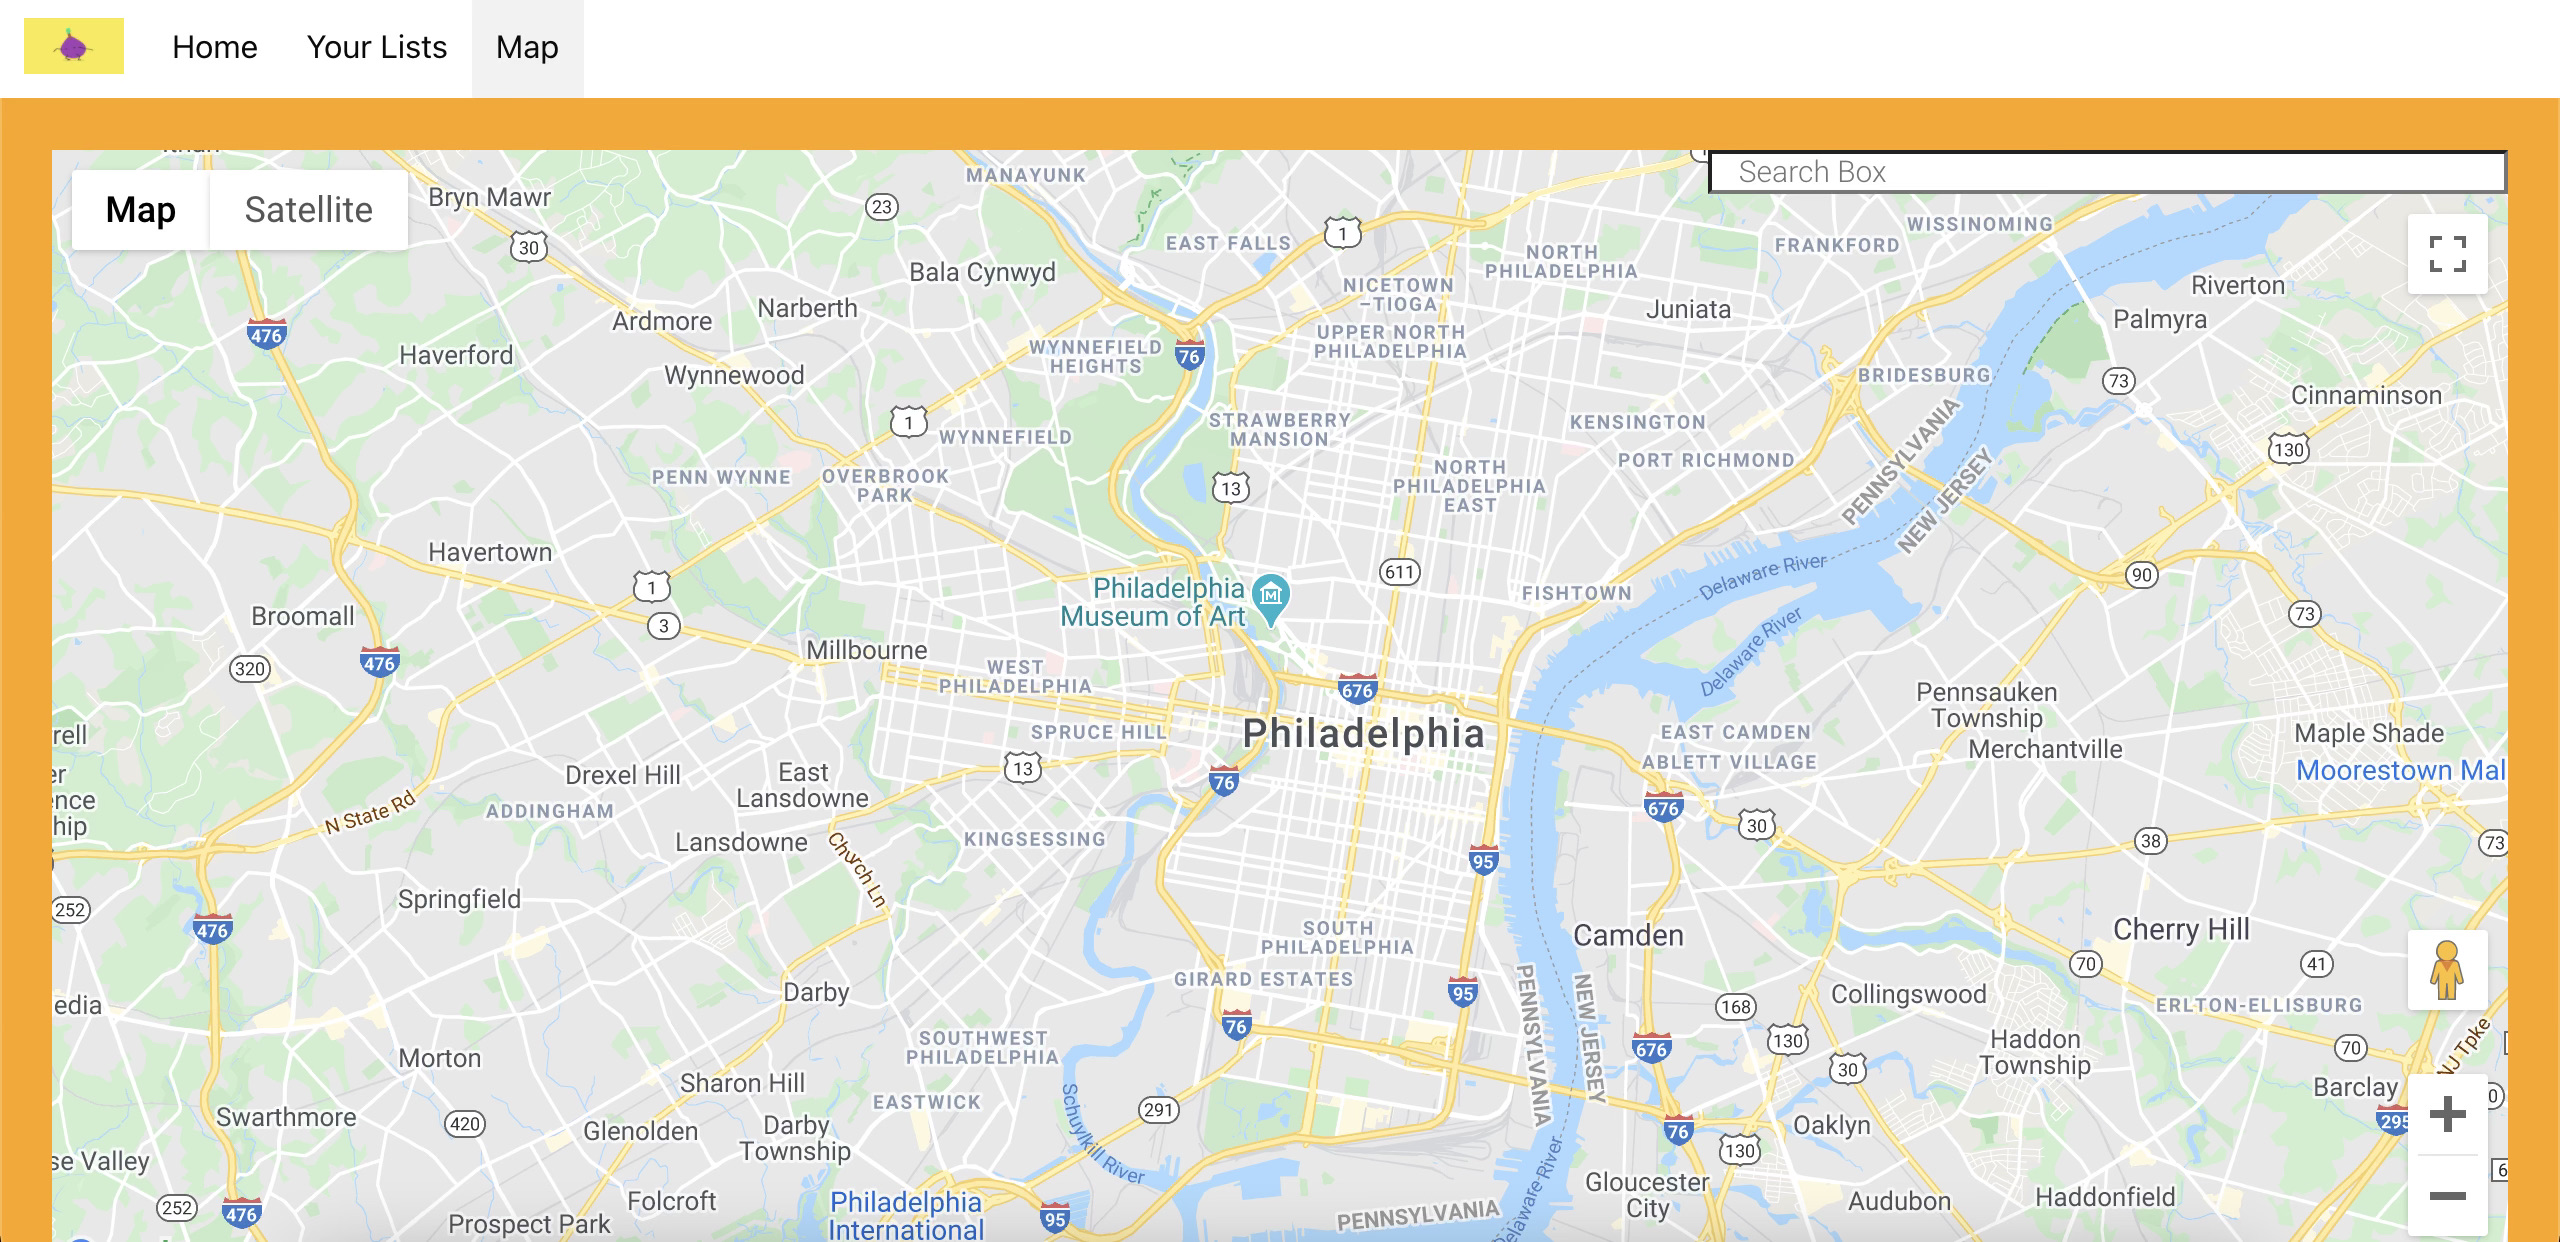 Home
Your Lists
Map
Search Box
Map
Satellite
MANAYUNK
Bryn Mawr
23
30
1
EAST FALLS
NORTH
PHILADELPHIA
FRANKFORD
WISSINOMING
Bala Cynwyd
NICETOWN
–TIOGA
Riverton
Narberth
Juniata
Palmyra
Ardmore
476
UPPER NORTH
PHILADELPHIA
Haverford
WYNNEFIELD
HEIGHTS
76
Wynnewood
BRIDESBURG
73
Cinnaminson
1
STRAWBERRY
MANSION
KENSINGTON
WYNNEFIELD
130
PORT RICHMOND
PENNSYLVANIA
NEW JERSEY
PENN WYNNE
OVERBROOK
PARK
13
NORTH
PHILADELPHIA
EAST
Havertown
611
Delaware River
90
1
Philadelphia
Museum of Art
FISHTOWN
73
Broomall
3
Delaware River
Millbourne
320
476
WEST
PHILADELPHIA
676
Pennsauken
Township
SPRUCE HILL
Philadelphia
EAST CAMDEN
Maple Shade
rell
Merchantville
ABLETT VILLAGE
Moorestown Mal
Drexel Hill
East
Lansdowne
13
76
er
ence
hip
N State Rd
ADDINGHAM
676
30
Lansdowne
Church Ln
KINGSESSING
95
38
73
Springfield
252
476
SOUTH
PHILADELPHIA
Camden
Cherry Hill
GIRARD ESTATES
70
41
Darby
95
Collingswood
edia
168
ERLTON-ELLISBURG
76
PENNSYLVANIA
NEW JERSEY
SOUTHWEST
PHILADELPHIA
676
130
Haddon
Township
70
NJ Tpke
Morton
30
Sharon Hill
Barclay
EASTWICK
291
0
Swarthmore
420
Glenolden
Darby
Township
Schuylkill River
76
Oaklyn
295
130
se Valley
Delaware River
6
252
476
Folcroft
Philadelphia
International
95
Gloucester
City
Audubon
Haddonfield
Prospect Park
PENNSYLVANIA